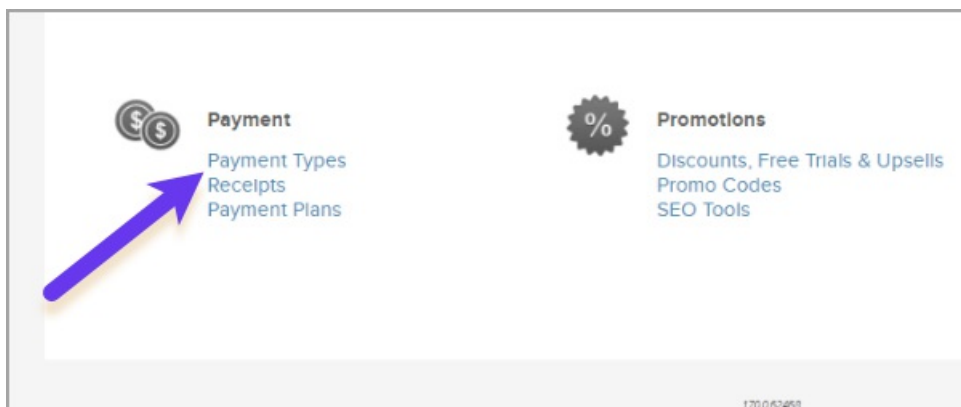 Payment
Payment Types
Receipts
Payment Plans
Promotions
Discounts, Free Trials & Upsells
Promo Codes
SEO Tools